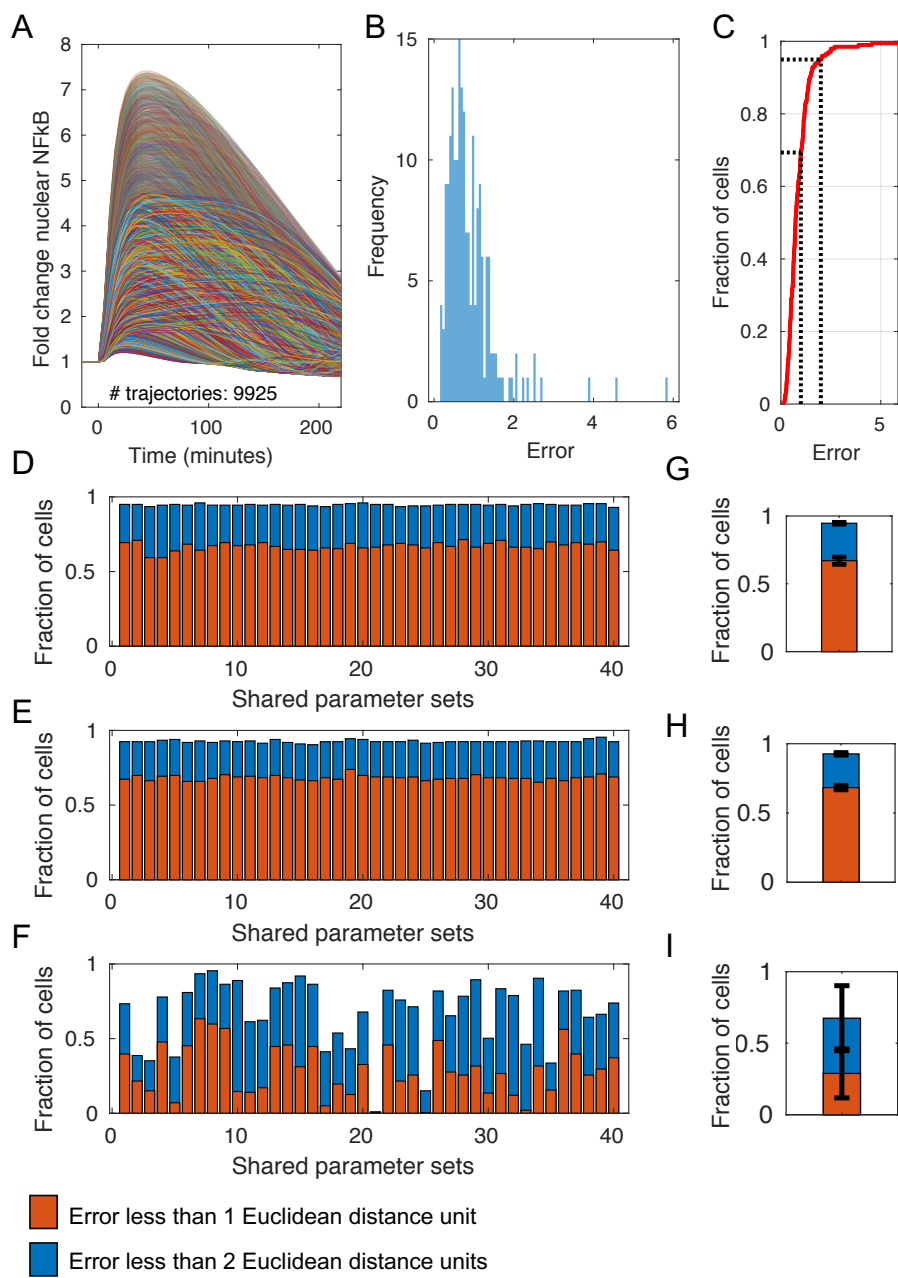 A
Fold change nuclear NFkB
8
7
6
5
4
3
2
1
0
# trajectories: 9925
0 100 200
Time (minutes)
B
Frequency
15
10
5
0
0 2 4 6
Error
C
Fraction of cells
1
0.8
0.6
0.4
0.2
0
0 5
Error
D
Fraction of cells
1
0.5
0
0 10 20 30 40
Shared parameter sets
G
Fraction of cells
1
0.5
0
E
Fraction of cells
1
0.5
0
0 10 20 30 40
Shared parameter sets
H
Fraction of cells
1
0.5
0
F
Fraction of cells
1
0.5
0
0 10 20 30 40
Shared parameter sets
I
Fraction of cells
1
0.5
0
Error less than 1 Euclidean distance unit
Error less than 2 Euclidean distance units